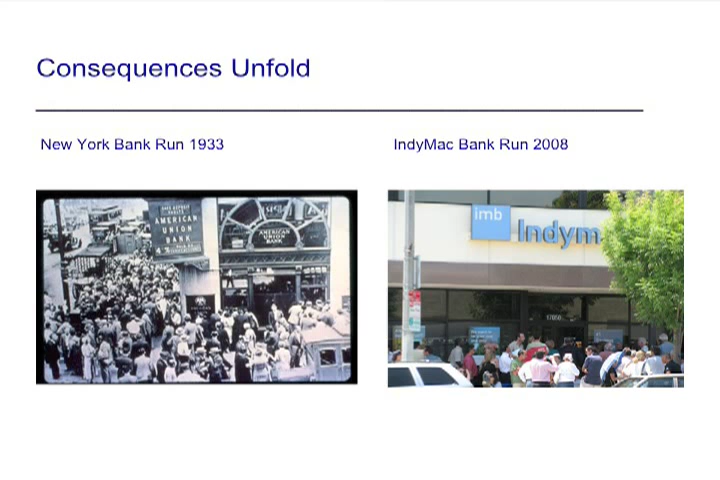 Consequences Unfold
New York Bank Run 1933
IndyMac Bank Run 2008
AMERICAN
UNION
BANK
AMERICAN
UNION
BANK
imb
Indym